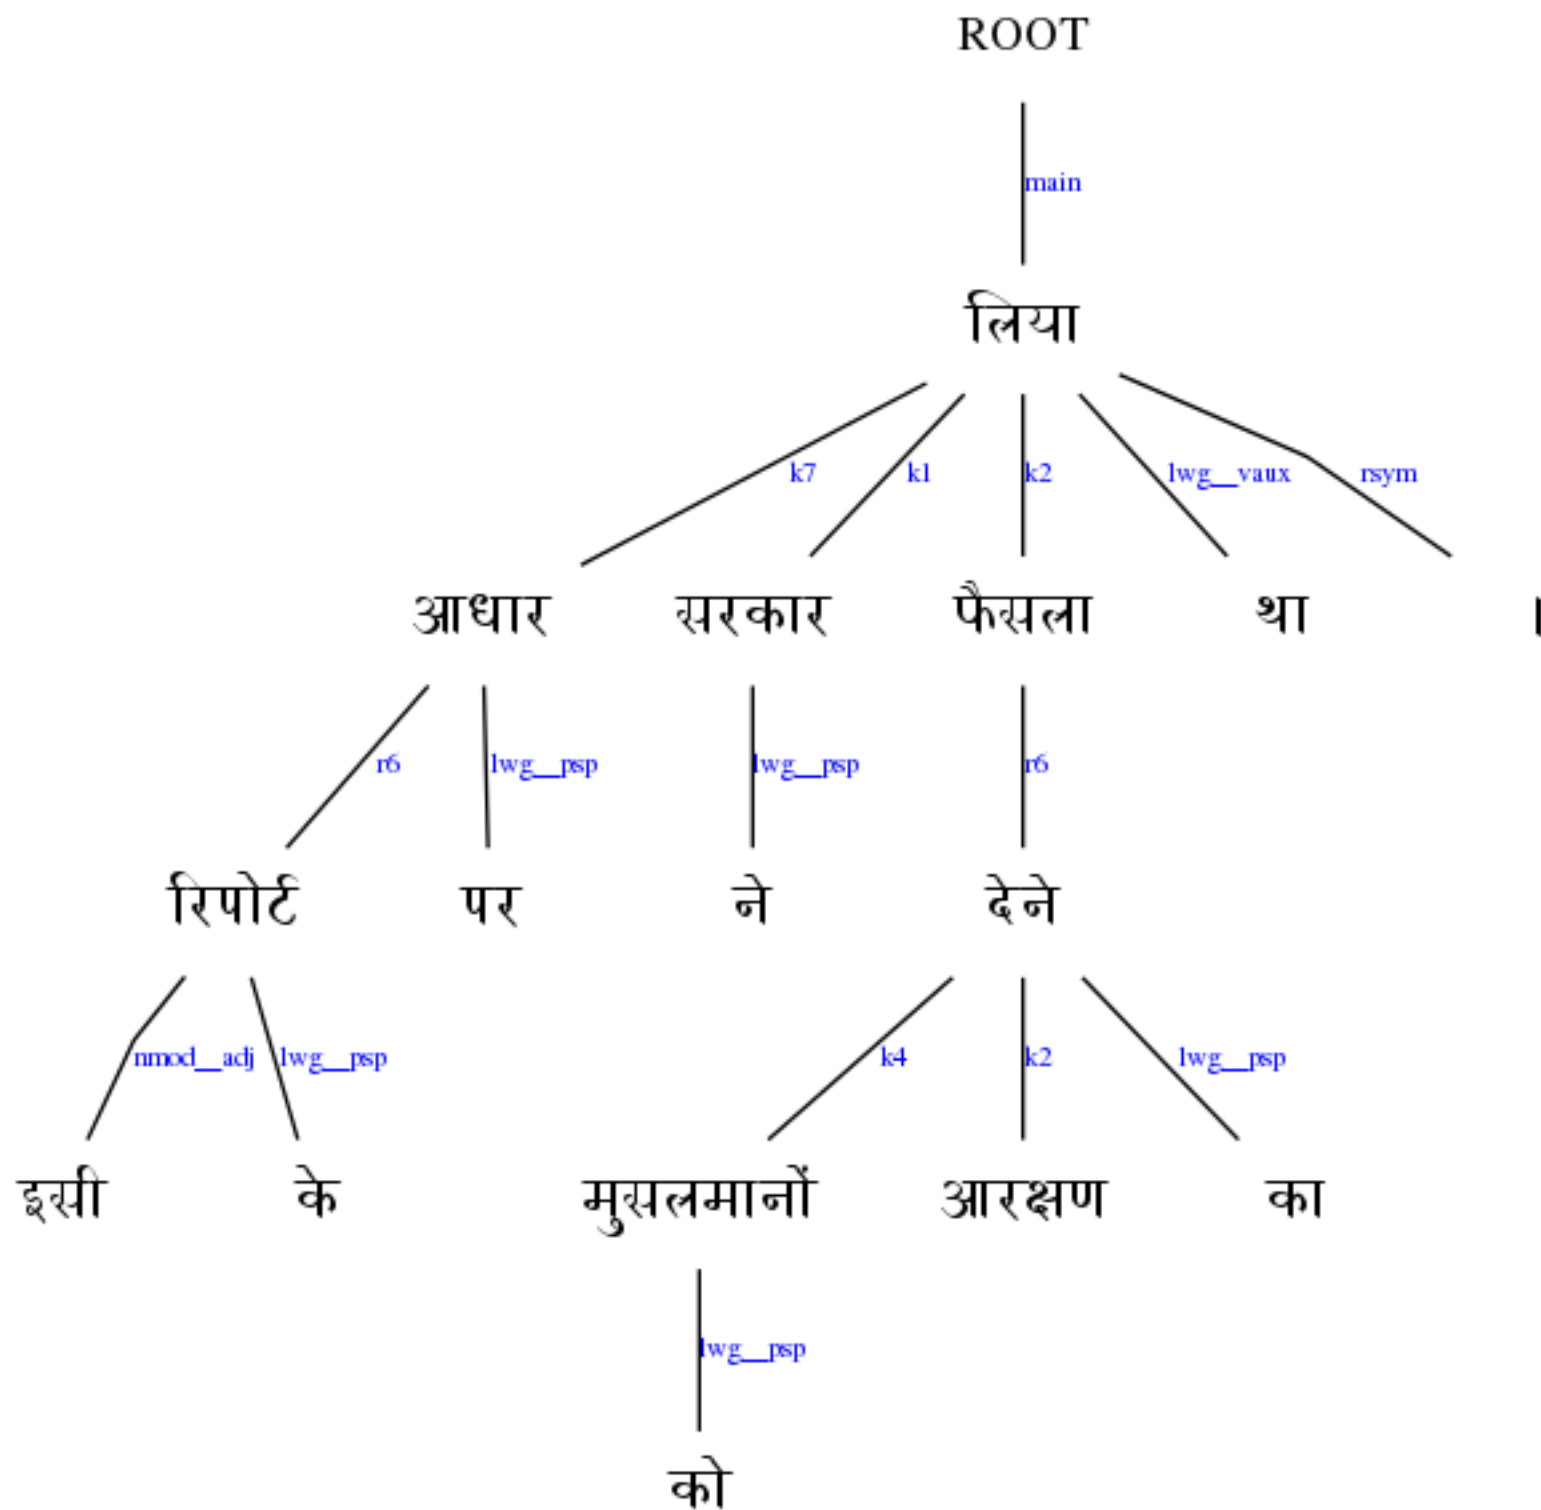 ROOT
main
लिया
k7 k1 k2 lwg__vaux rsym
आधार सरकार फैसला था ।
r6 lwg__psp lwg__psp r6
रिपोर्ट पर ने देने
nmod__adj lwg__psp k4 k2 lwg__psp
इसी के मुसलमानों आरक्षण का
lwg__psp
को